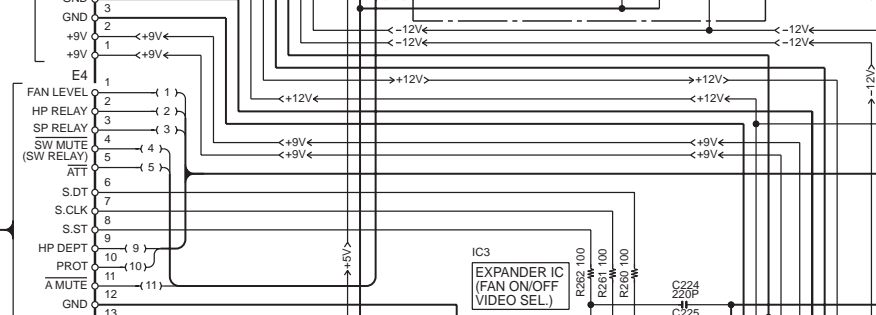 GND
3
GND
2
+9V <+9V
1
+9V <+9V
E4
1
FAN LEVEL (1)
2
HP RELAY (2)
3
SP RELAY (3)
4
SW MUTE (4)
(SW RELAY)
5
ATT (5)
6
S.DT
7
S.CLK
8
S.ST
9
HP DEPT (9)
10
PROT (10)
11
A MUTE (11)
12
GND
13
-12V
-12V
-12V
-12V
+12V
+12V
+12V
+12V
-12V
+9V
+9V
+9V
+9V
+5V
IC3
EXPANDER IC
(FAN ON/OFF
VIDEO SEL.)
R262 100
R261 100
R260 100
C224
220P
C225